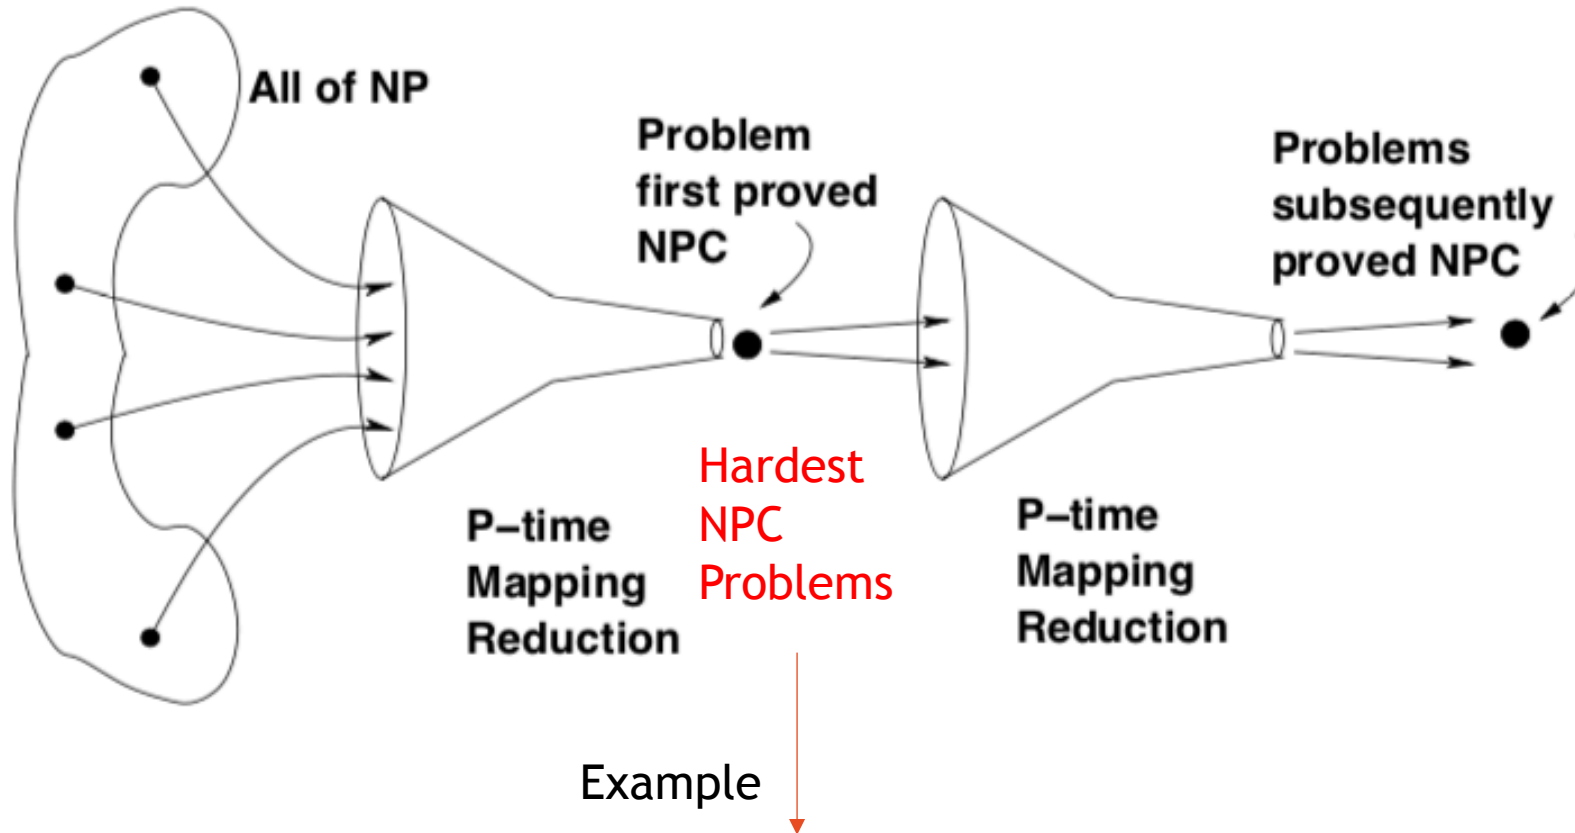 All of NP
Problem
first proved
NPC
Problems
subsequently
proved NPC
Hardest
NPC
Problems
P–time
Mapping
Reduction
P–time
Mapping
Reduction
Example